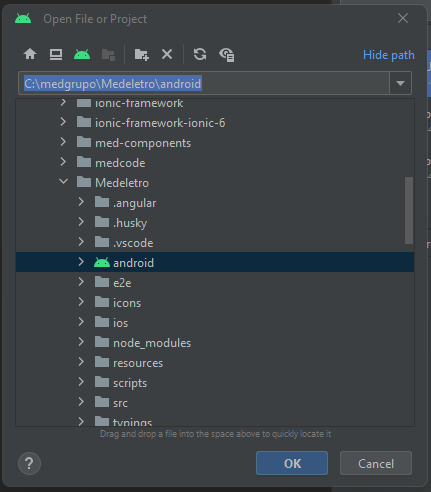 Open File or Project
Hide path
C:\medgrupo\Medeletro\android
ionic-framework
ionic-framework-ionic-6
med-components
medcode
Medeletro
.angular
.husky
.vscode
android
e2e
icons
ios
node_modules
resources
scripts
src
typings
Drag and drop a file into the space above to quickly locate it
?
OK
Cancel